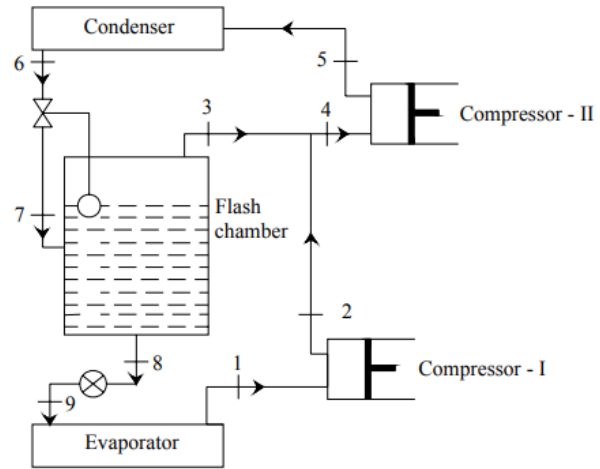 Condenser
6
5
3
4
Compressor - II
7
Flash
chamber
2
8
1
Compressor - I
9
Evaporator